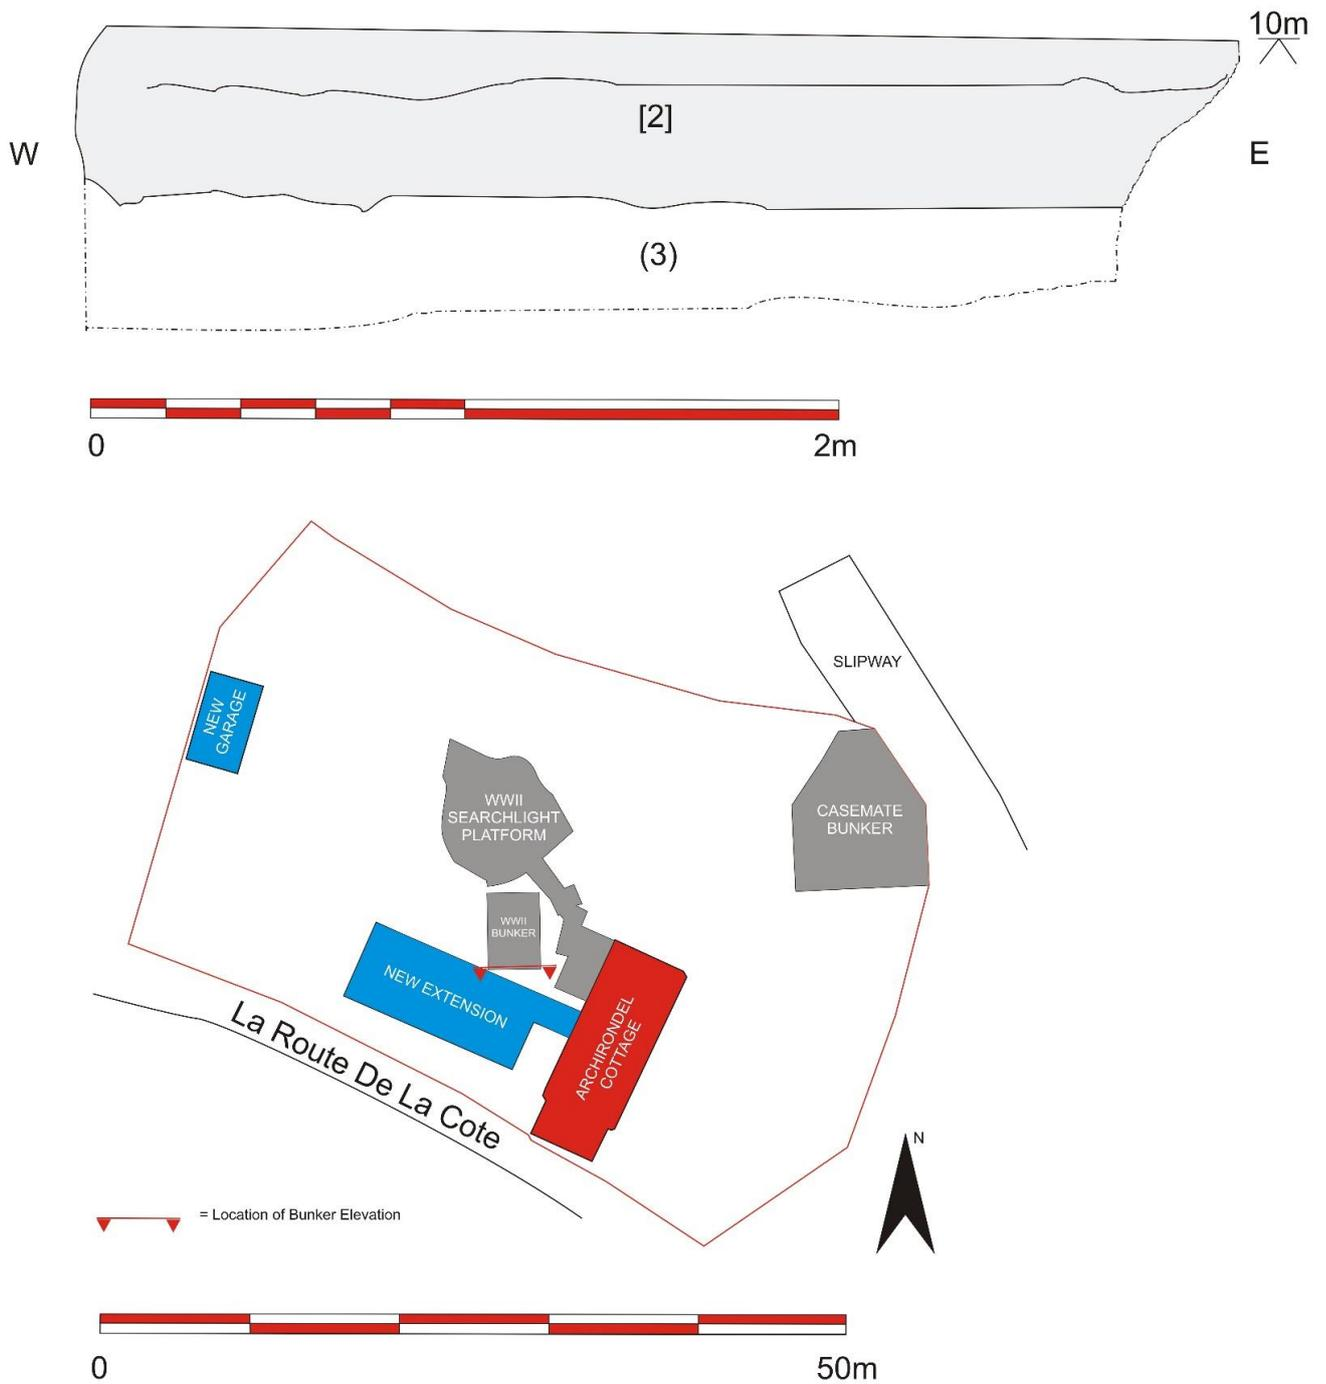 10m
[2]
W
E
(3)
0
2m
SLIPWAY
NEW
GARAGE
WWII
SEARCHLIGHT
PLATFORM
CASEMATE
BUNKER
WWII
BUNKER
NEW EXTENSION
ARCHIRONDEL
COTTAGE
La Route De La Cote
N
= Location of Bunker Elevation
0
50m